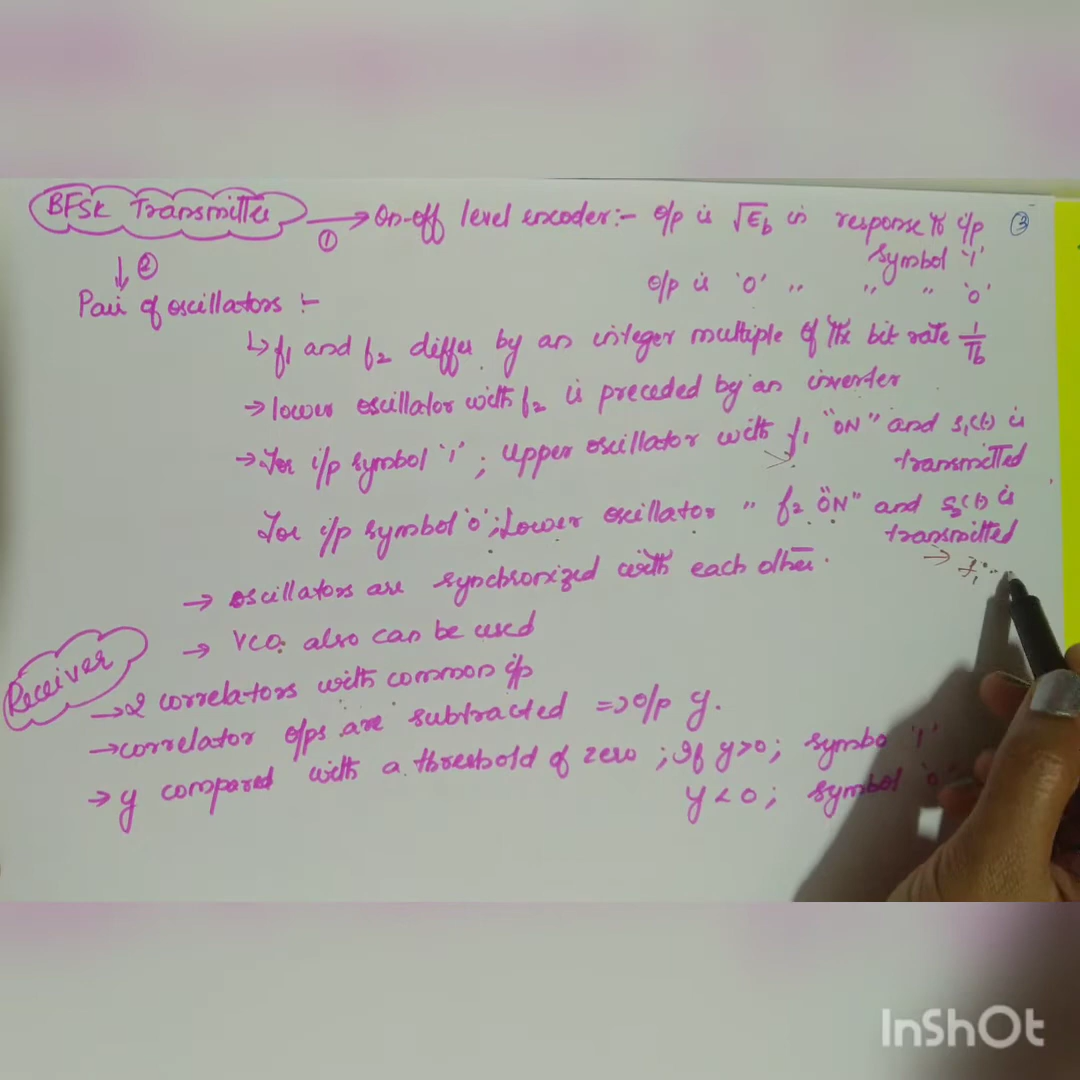 BFSK Transmitter → ① On-off level encoder:- o/p is √Eb in response to i/p ③
symbol '1'
↓ ② o/p is '0' ,, ,, ,, '0'
Pair of oscillators :-
↳ f₁ and f₂ differ by an integer multiple of the bit rate 1/Tb
→ lower oscillator with f₂ is preceded by an inverter
→ For i/p symbol '1'; upper oscillator with f₁ "ON" and s₁(t) is
transmitted
For i/p symbol '0'; Lower oscillator " f₂ "ON" and s₂(t) is
transmitted
→ f₁
→ oscillators are synchronized with each other.
→ VCO. also can be used
Receiver
→ 2 correlators with common i/p
→ correlator o/ps are subtracted => o/p y.
→ y compared with a threshold of zero ; If y>0; symbo '1'
y<0; symbol '0'
InShOt